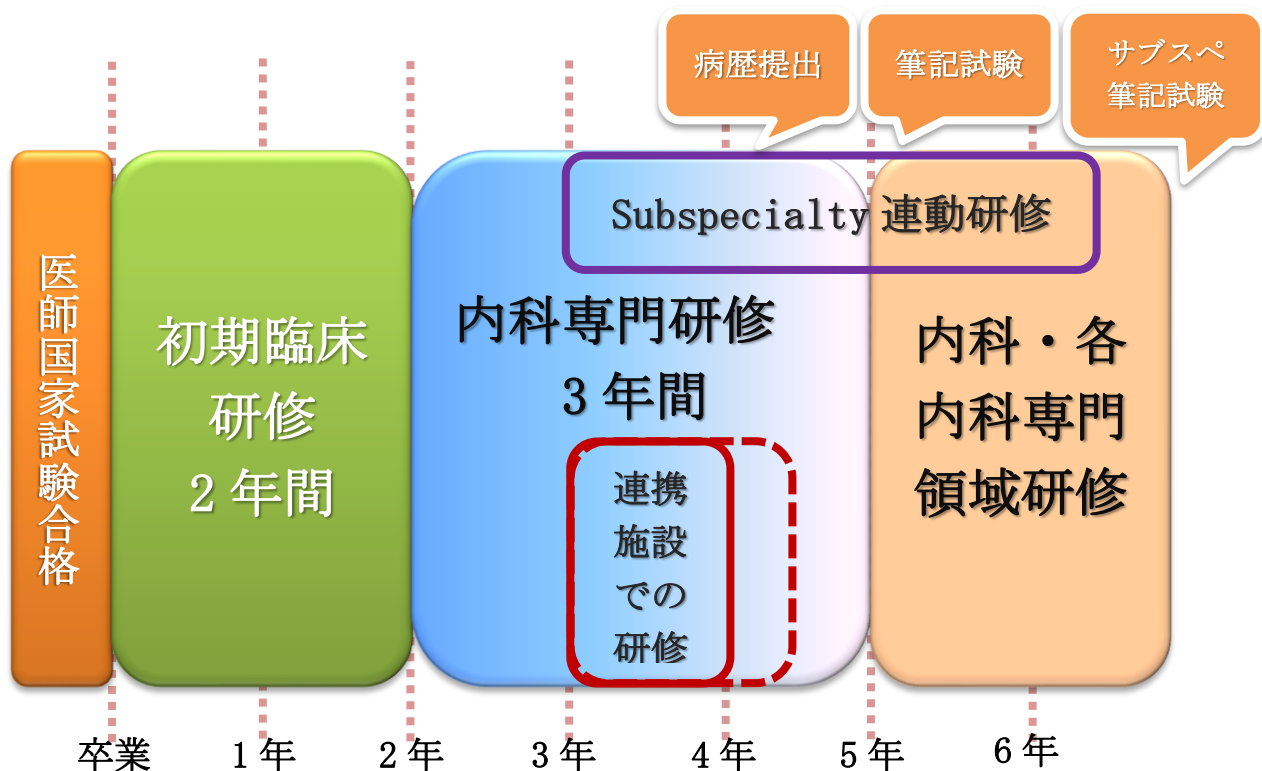 病歴提出
筆記試験
サブスペ
筆記試験
Subspecialty 連動研修
医師国家試験合格
初期臨床
研修
2 年間
内科専門研修
3 年間
連携
施設
での
研修
内科・各
内科専門
領域研修
卒業
1 年
2 年
3 年
4 年
5 年
6 年